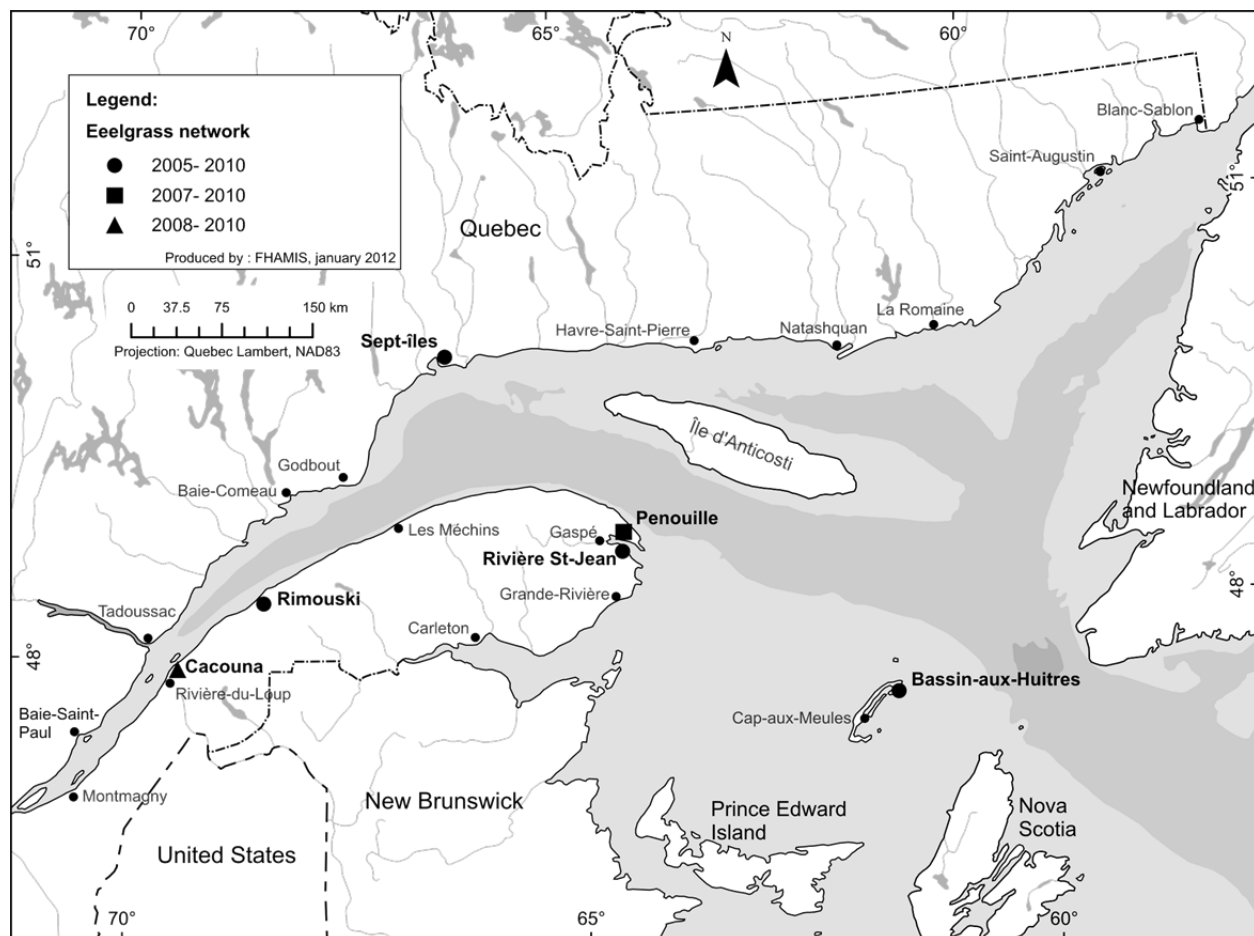 70°
65°
60°
N
Legend:
Eeelgrass network
2005- 2010
2007- 2010
2008- 2010
Produced by : FHAMIS, january 2012
0 37.5 75 150 km
Projection: Quebec Lambert, NAD83
Blanc-Sablon
Saint-Augustin
51°
51°
Quebec
La Romaine
Natashquan
Havre-Saint-Pierre
Sept-îles
Île d'Anticosti
Godbout
Baie-Comeau
Newfoundland
and Labrador
Penouille
Les Méchins
Gaspé
Rivière St-Jean
48°
Grande-Rivière
Rimouski
Tadoussac
Carleton
48°
Cacouna
Rivière-du-Loup
Bassin-aux-Huitres
Cap-aux-Meules
Baie-Saint-
Paul
Montmagny
New Brunswick
Prince Edward
Island
Nova
Scotia
United States
70°
65°
60°